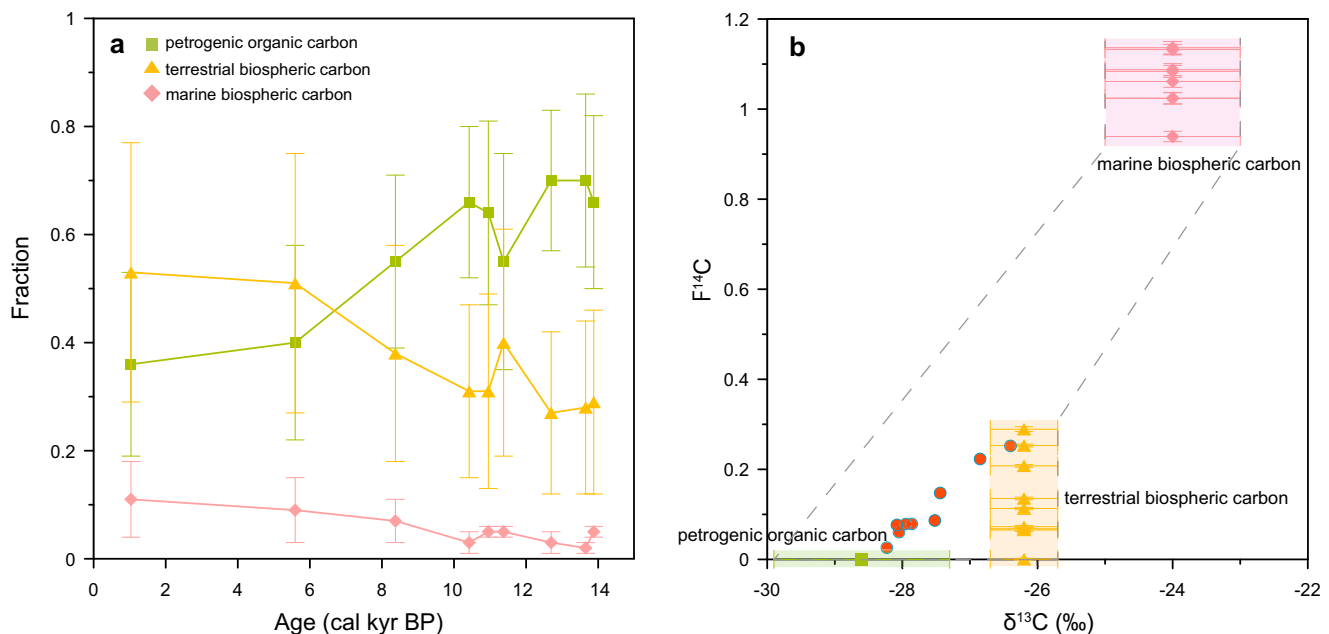 a
petrogenic organic carbon
terrestrial biospheric carbon
marine biospheric carbon
1
0.8
0.6
0.4
0.2
0
Fraction
0 2 4 6 8 10 12 14
Age (cal kyr BP)
b
1.2
1
0.8
0.6
0.4
0.2
0
F¹⁴C
marine biospheric carbon
terrestrial biospheric carbon
petrogenic organic carbon
-30 -28 -26 -24 -22
δ¹³C (‰)